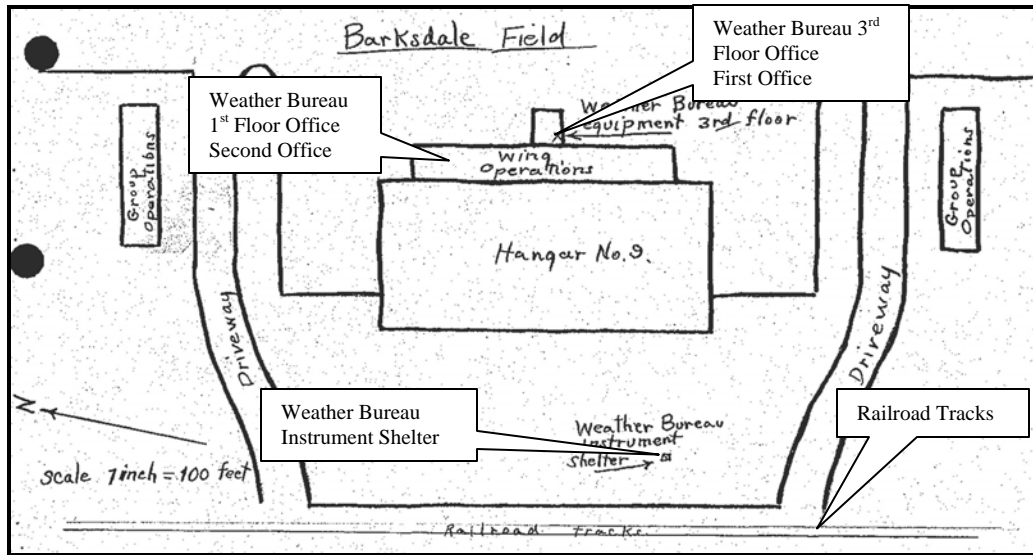 Barksdale Field
Weather Bureau 3rd
Floor Office
First Office
Weather Bureau
1st Floor Office
Second Office
Weather Bureau
equipment 3rd floor
Wing
Operations
Group
Operations
Group
Operations
Hangar No. 9.
Driveway
Driveway
N
Weather Bureau
Instrument Shelter
Weather Bureau
instrument
shelter
Railroad Tracks
scale 1 inch = 100 feet
Railroad tracks